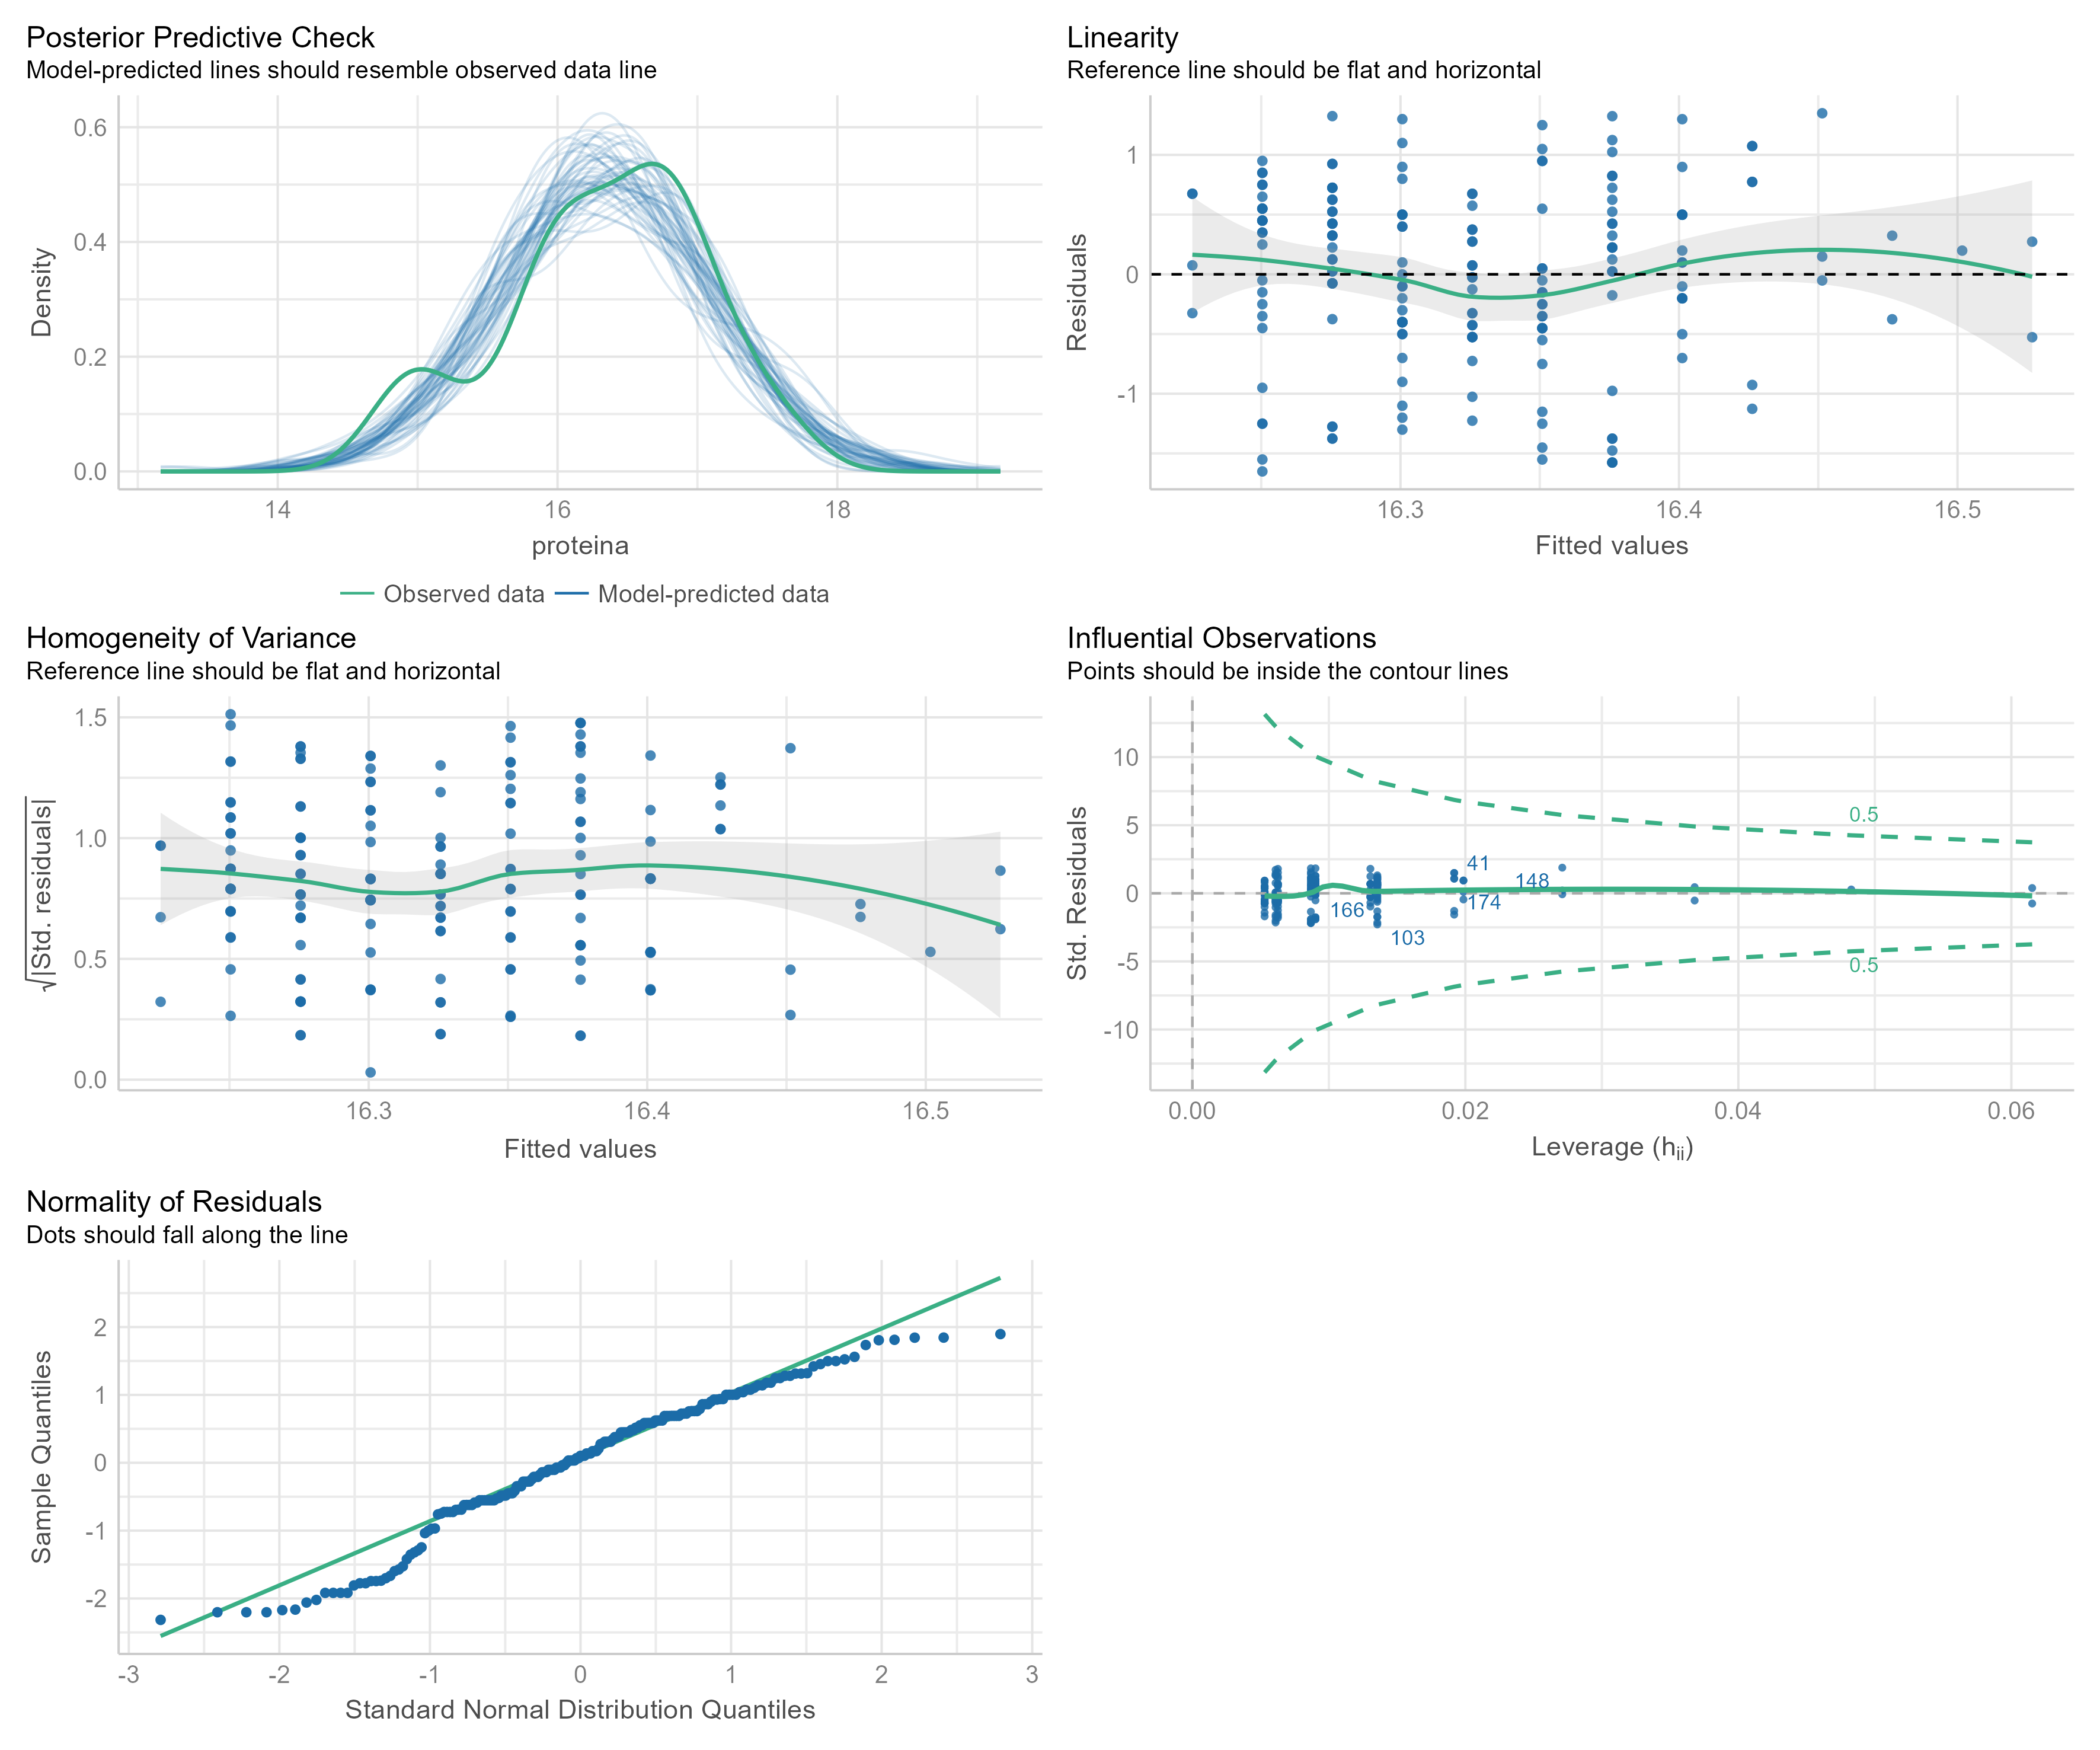 Posterior Predictive Check
Model-predicted lines should resemble observed data line
Density
0.6
0.4
0.2
0.0
14
16
18
proteina
Observed data
Model-predicted data
Linearity
Reference line should be flat and horizontal
Residuals
1
0
-1
16.3
16.4
16.5
Fitted values
Homogeneity of Variance
Reference line should be flat and horizontal
√|Std. residuals|
1.5
1.0
0.5
0.0
16.3
16.4
16.5
Fitted values
Influential Observations
Points should be inside the contour lines
Std. Residuals
10
5
0
-5
-10
0.5
41
148
166
174
103
0.5
0.00
0.02
0.04
0.06
Leverage (hii)
Normality of Residuals
Dots should fall along the line
Sample Quantiles
2
1
0
-1
-2
-3
-2
-1
0
1
2
3
Standard Normal Distribution Quantiles